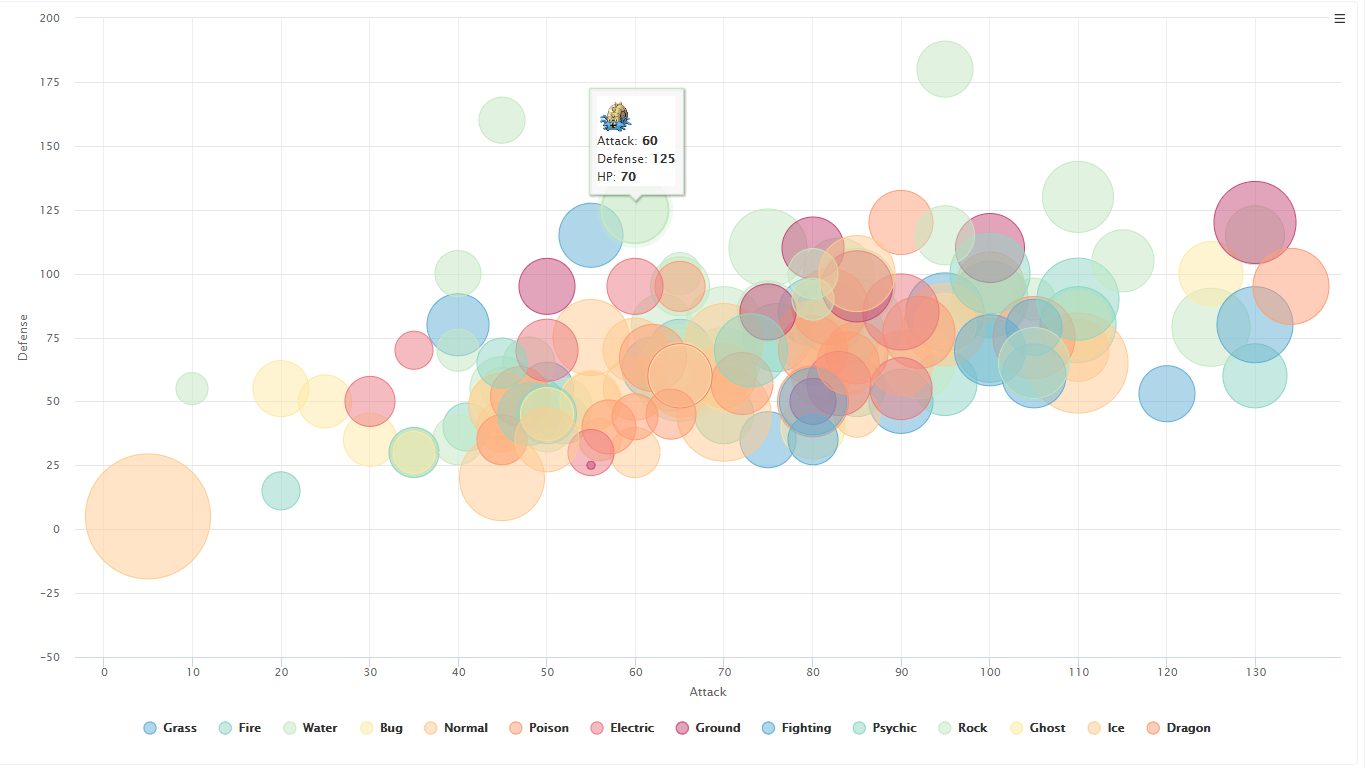 200
175
150
125
100
75
50
25
0
−25
−50
Defense
Attack: 60
Defense: 125
HP: 70
0 10 20 30 40 50 60 70 80 90 100 110 120 130
Attack
Grass Fire Water Bug Normal Poison Electric Ground Fighting Psychic Rock Ghost Ice Dragon